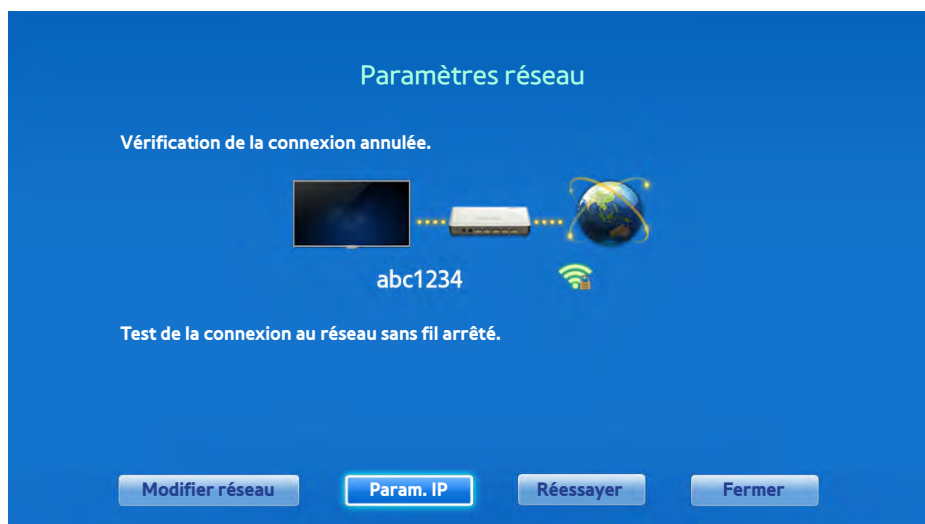 Paramètres réseau
Vérification de la connexion annulée.
abc1234
Test de la connexion au réseau sans fil arrêté.
Modifier réseau Param. IP Réessayer Fermer